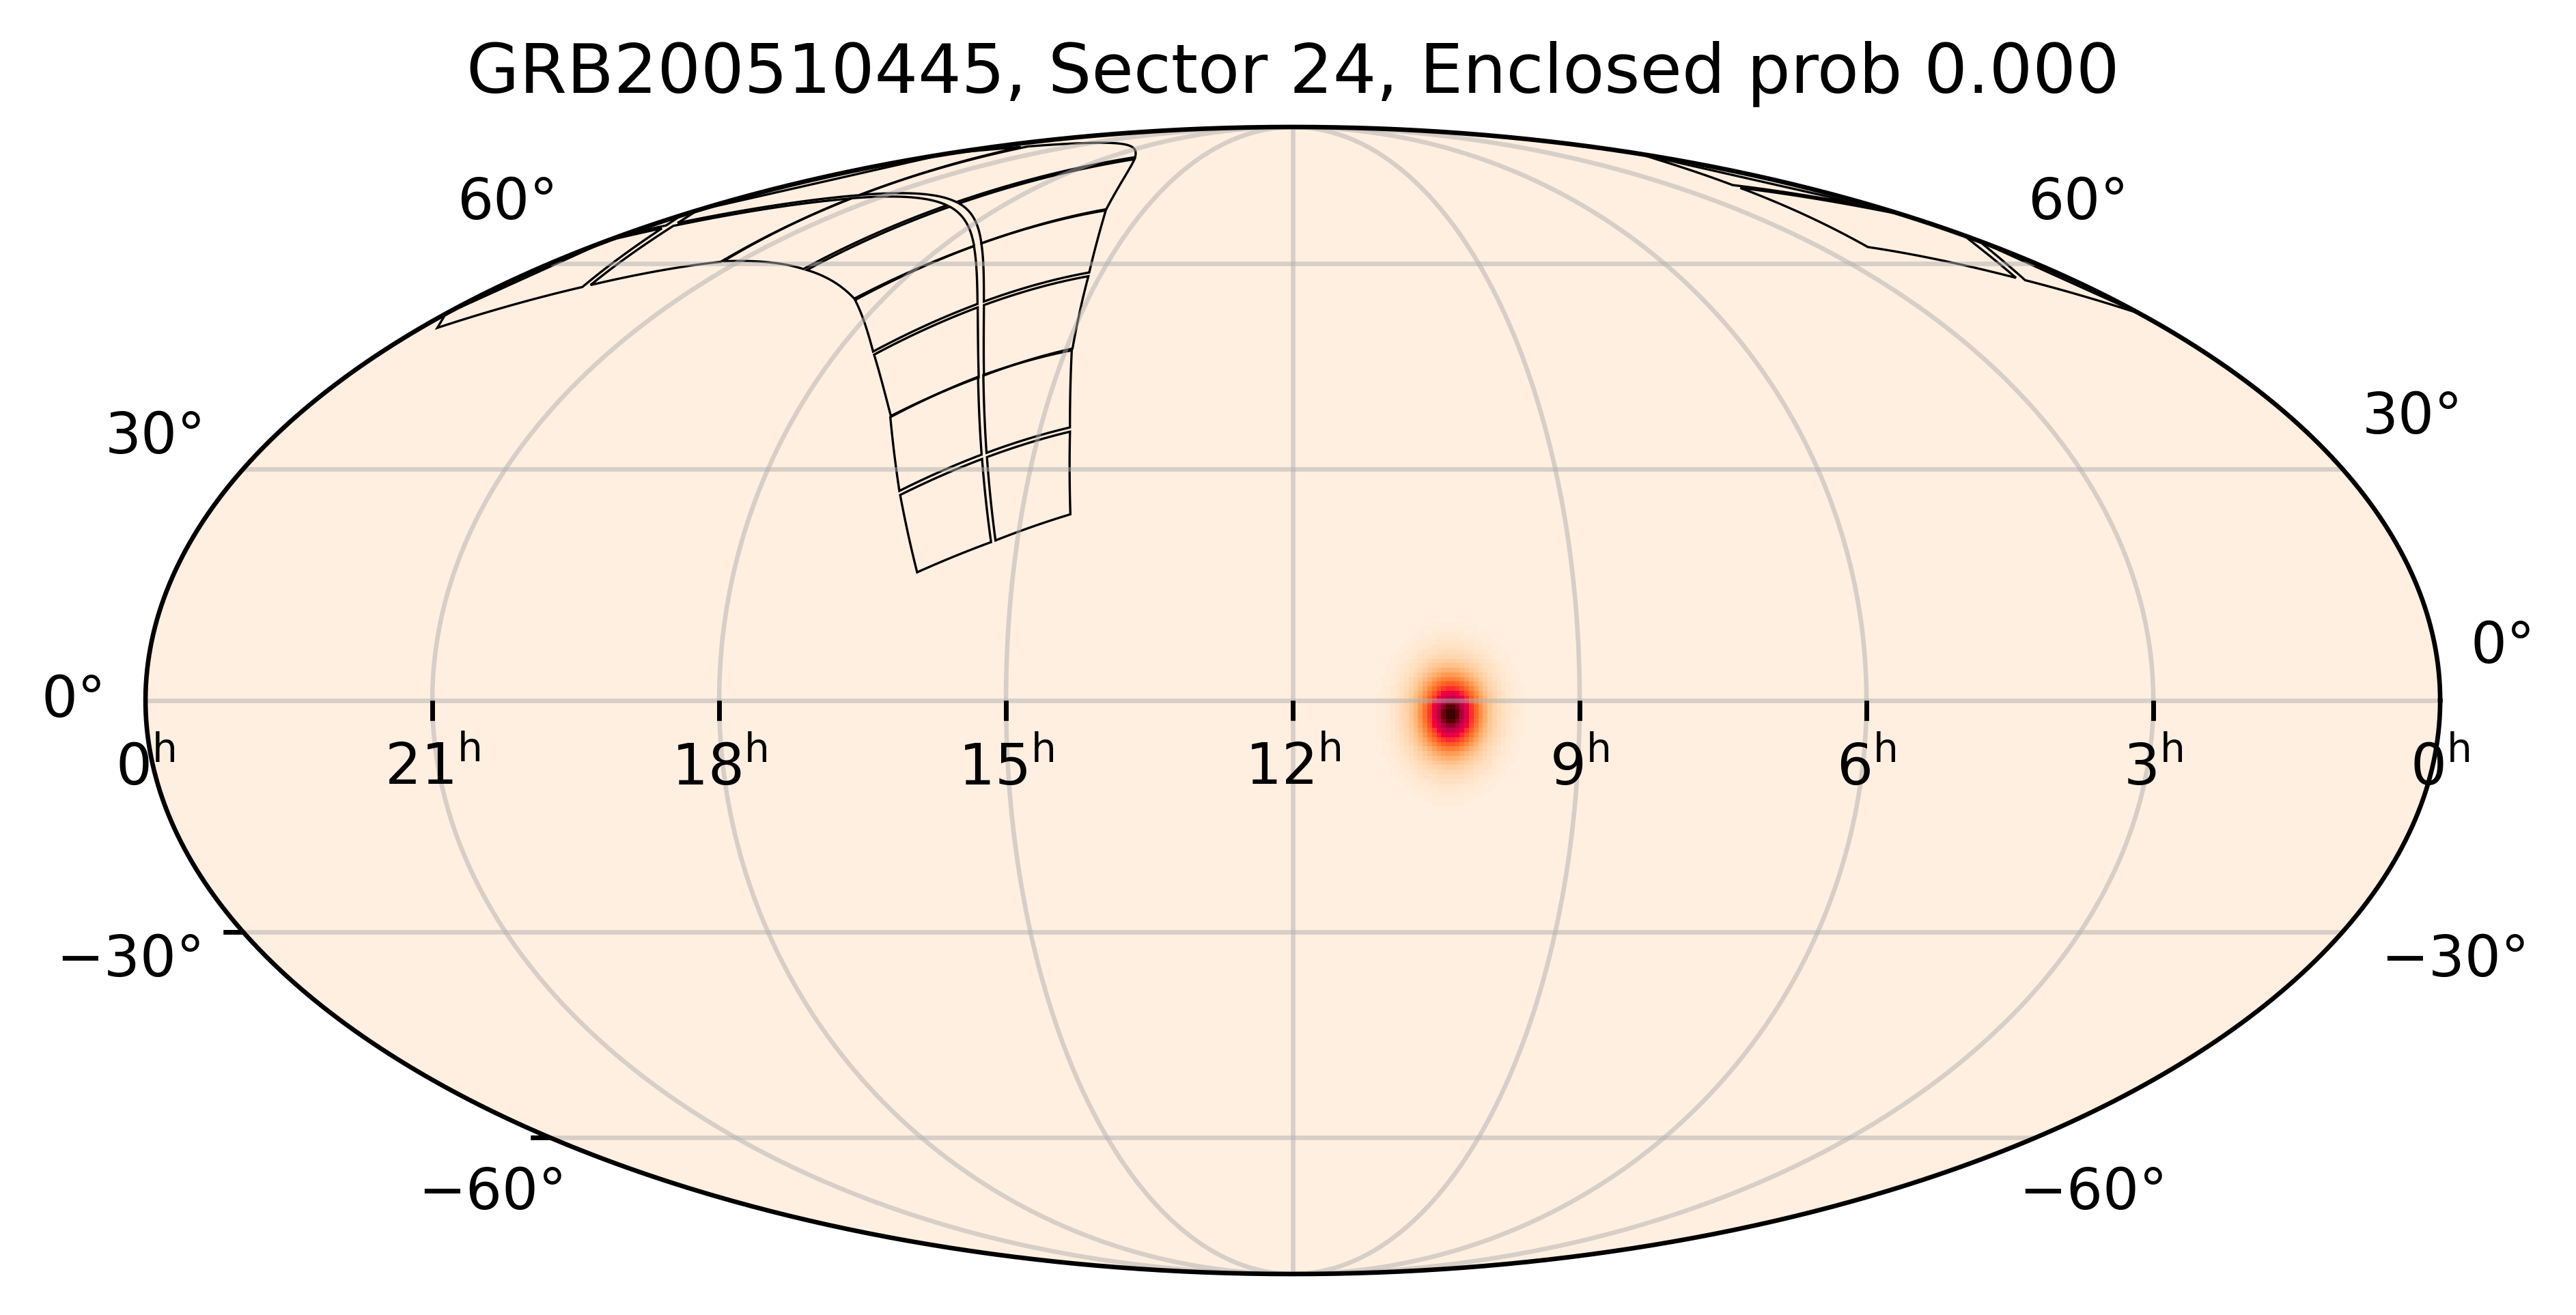 GRB200510445, Sector 24, Enclosed prob 0.000
60° 60°
30° 30°
0° 0°
0ʰ 21ʰ 18ʰ 15ʰ 12ʰ 9ʰ 6ʰ 3ʰ 0ʰ
−30° −30°
−60° −60°